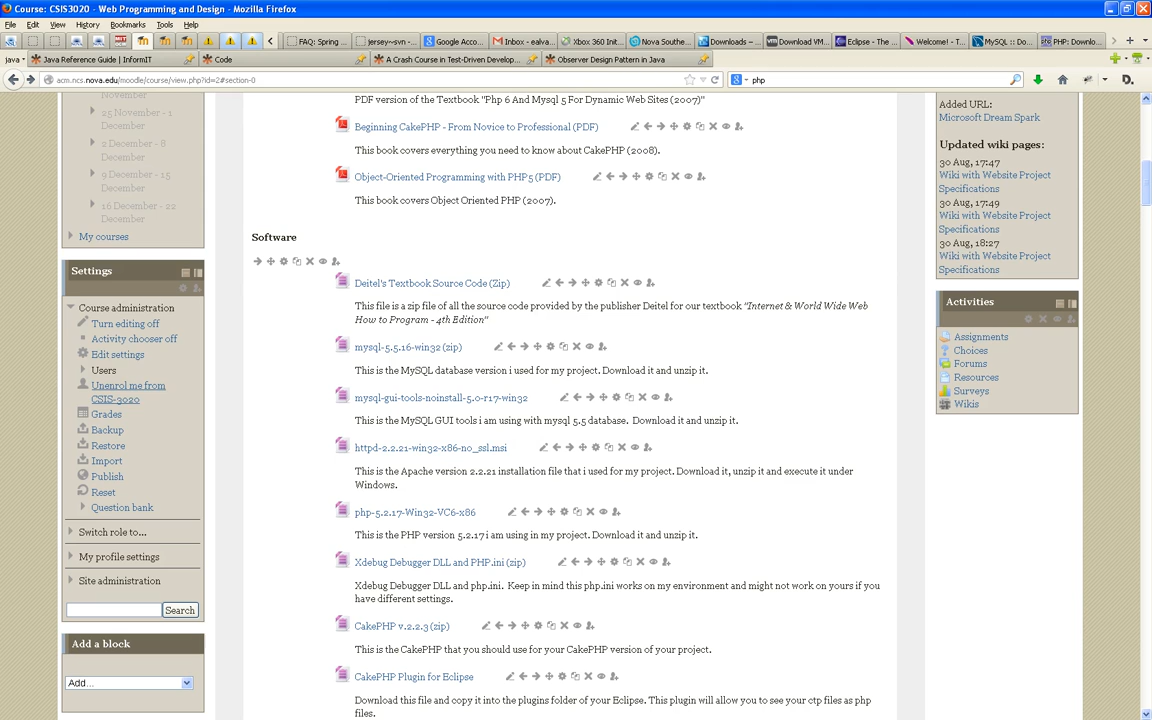 Course: CSIS3020 - Web Programming and Design - Mozilla Firefox
File Edit View History Bookmarks Tools Help
FAQ: Spring ... jersey~svn -... Google Acco... Inbox - ealva... Xbox 360 Init... Nova Southe... Downloads -... Download VM... Eclipse - The ... Welcome! - T... MySQL :: Do... PHP: Downlo...
java Java Reference Guide | InformIT Code A Crash Course in Test-Driven Develop... Observer Design Pattern in Java
acm.ncs.nova.edu/moodle/course/view.php?id=2#section-0 php
November
25 November - 1
December
2 December - 8
December
9 December - 15
December
16 December - 22
December
My courses
Settings
Course administration
Turn editing off
Activity chooser off
Edit settings
Users
Unenrol me from
CSIS-3020
Grades
Backup
Restore
Import
Publish
Reset
Question bank
Switch role to...
My profile settings
Site administration
Search
Add a block
Add...
PDF version of the Textbook "Php 6 And Mysql 5 For Dynamic Web Sites (2007)"
Beginning CakePHP - From Novice to Professional (PDF)
This book covers everything you need to know about CakePHP (2008).
Object-Oriented Programming with PHP5 (PDF)
This book covers Object Oriented PHP (2007).
Software
Deitel's Textbook Source Code (Zip)
This file is a zip file of all the source code provided by the publisher Deitel for our textbook "Internet & World Wide Web
How to Program - 4th Edition"
mysql-5.5.16-win32 (zip)
This is the MySQL database version i used for my project. Download it and unzip it.
mysql-gui-tools-noinstall-5.0-r17-win32
This is the MySQL GUI tools i am using with mysql 5.5 database. Download it and unzip it.
httpd-2.2.21-win32-x86-no_ssl.msi
This is the Apache version 2.2.21 installation file that i used for my project. Download it, unzip it and execute it under
Windows.
php-5.2.17-Win32-VC6-x86
This is the PHP version 5.2.17 i am using in my project. Download it and unzip it.
Xdebug Debugger DLL and PHP.ini (zip)
Xdebug Debugger DLL and php.ini. Keep in mind this php.ini works on my environment and might not work on yours if you
have different settings.
CakePHP v.2.2.3 (zip)
This is the CakePHP that you should use for your CakePHP version of your project.
CakePHP Plugin for Eclipse
Download this file and copy it into the plugins folder of your Eclipse. This plugin will allow you to see your ctp files as php
files.
Added URL:
Microsoft Dream Spark
Updated wiki pages:
30 Aug, 17:47
Wiki with Website Project
Specifications
30 Aug, 17:49
Wiki with Website Project
Specifications
30 Aug, 18:27
Wiki with Website Project
Specifications
Activities
Assignments
Choices
Forums
Resources
Surveys
Wikis